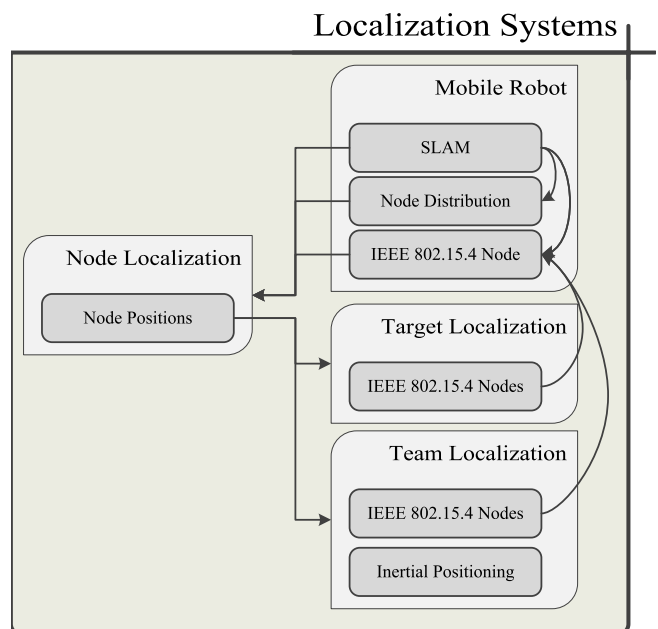 Localization Systems
Mobile Robot
SLAM
Node Distribution
IEEE 802.15.4 Node
Node Localization
Node Positions
Target Localization
IEEE 802.15.4 Nodes
Team Localization
IEEE 802.15.4 Nodes
Inertial Positioning